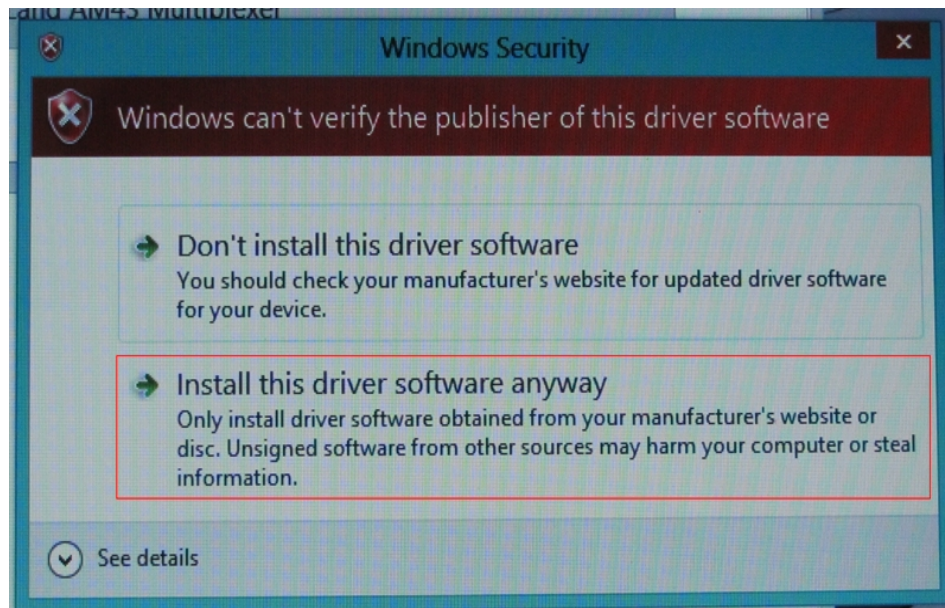 and AM43 Multiplexer
Windows Security
Windows can't verify the publisher of this driver software
Don't install this driver software
You should check your manufacturer's website for updated driver software
for your device.
Install this driver software anyway
Only install driver software obtained from your manufacturer's website or
disc. Unsigned software from other sources may harm your computer or steal
information.
See details